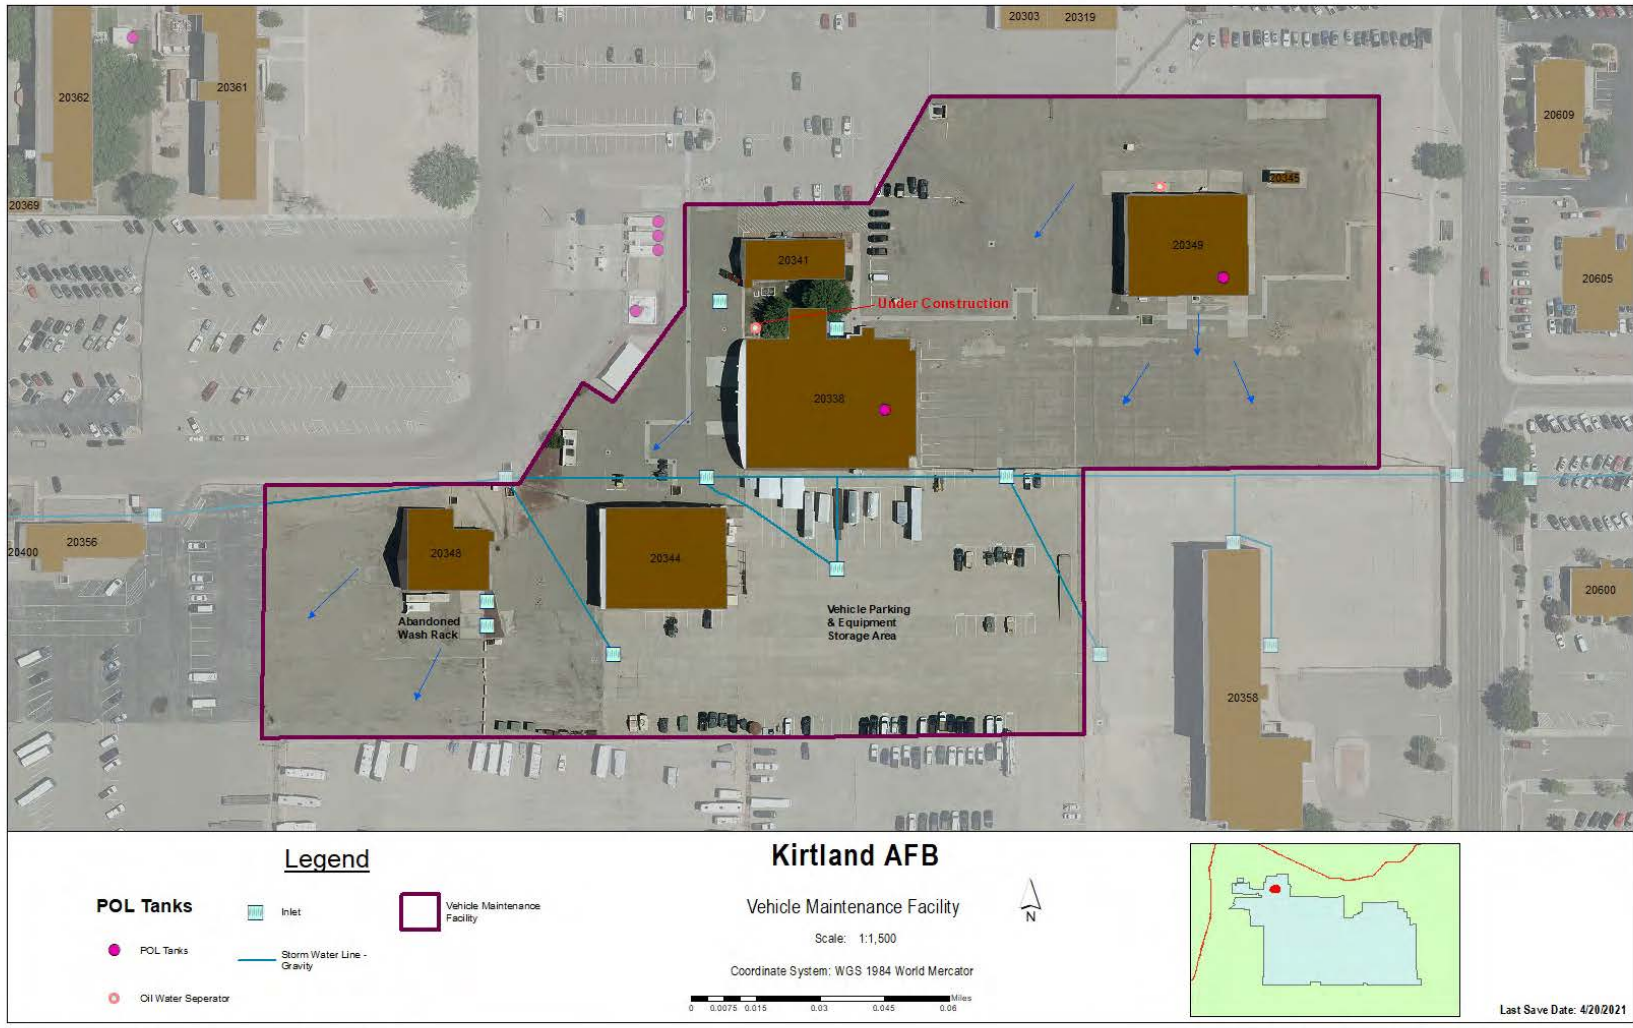 20303
20319
20362
20361
20609
20369
20345
20349
20341
20605
Under Construction
20338
20356
20400
20348
20344
20600
Abandoned
Wash Rack
Vehicle Parking
& Equipment
Storage Area
20358
Legend
POL Tanks
POL Tanks
Oil Water Seperator
Inlet
Storm Water Line -
Gravity
Vehicle Maintenance
Facility
Kirtland AFB
Vehicle Maintenance Facility
Scale: 1:1,500
Coordinate System: WGS 1984 World Mercator
Miles
0 0.0075 0.015 0.03 0.045 0.06
N
Last Save Date: 4/20/2021